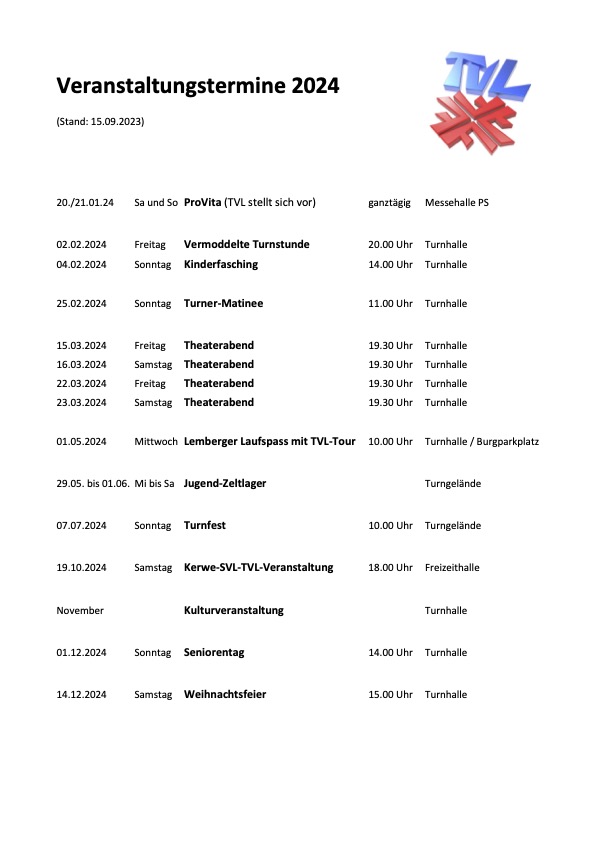 TVL
Veranstaltungstermine 2024
(Stand: 15.09.2023)
20./21.01.24 Sa und So ProVita (TVL stellt sich vor) ganztägig Messehalle PS
02.02.2024 Freitag Vermoddelte Turnstunde 20.00 Uhr Turnhalle
04.02.2024 Sonntag Kinderfasching 14.00 Uhr Turnhalle
25.02.2024 Sonntag Turner-Matinee 11.00 Uhr Turnhalle
15.03.2024 Freitag Theaterabend 19.30 Uhr Turnhalle
16.03.2024 Samstag Theaterabend 19.30 Uhr Turnhalle
22.03.2024 Freitag Theaterabend 19.30 Uhr Turnhalle
23.03.2024 Samstag Theaterabend 19.30 Uhr Turnhalle
01.05.2024 Mittwoch Lemberger Laufspass mit TVL-Tour 10.00 Uhr Turnhalle / Burgparkplatz
29.05. bis 01.06. Mi bis Sa Jugend-Zeltlager Turngelände
07.07.2024 Sonntag Turnfest 10.00 Uhr Turngelände
19.10.2024 Samstag Kerwe-SVL-TVL-Veranstaltung 18.00 Uhr Freizeithalle
November Kulturveranstaltung Turnhalle
01.12.2024 Sonntag Seniorentag 14.00 Uhr Turnhalle
14.12.2024 Samstag Weihnachtsfeier 15.00 Uhr Turnhalle